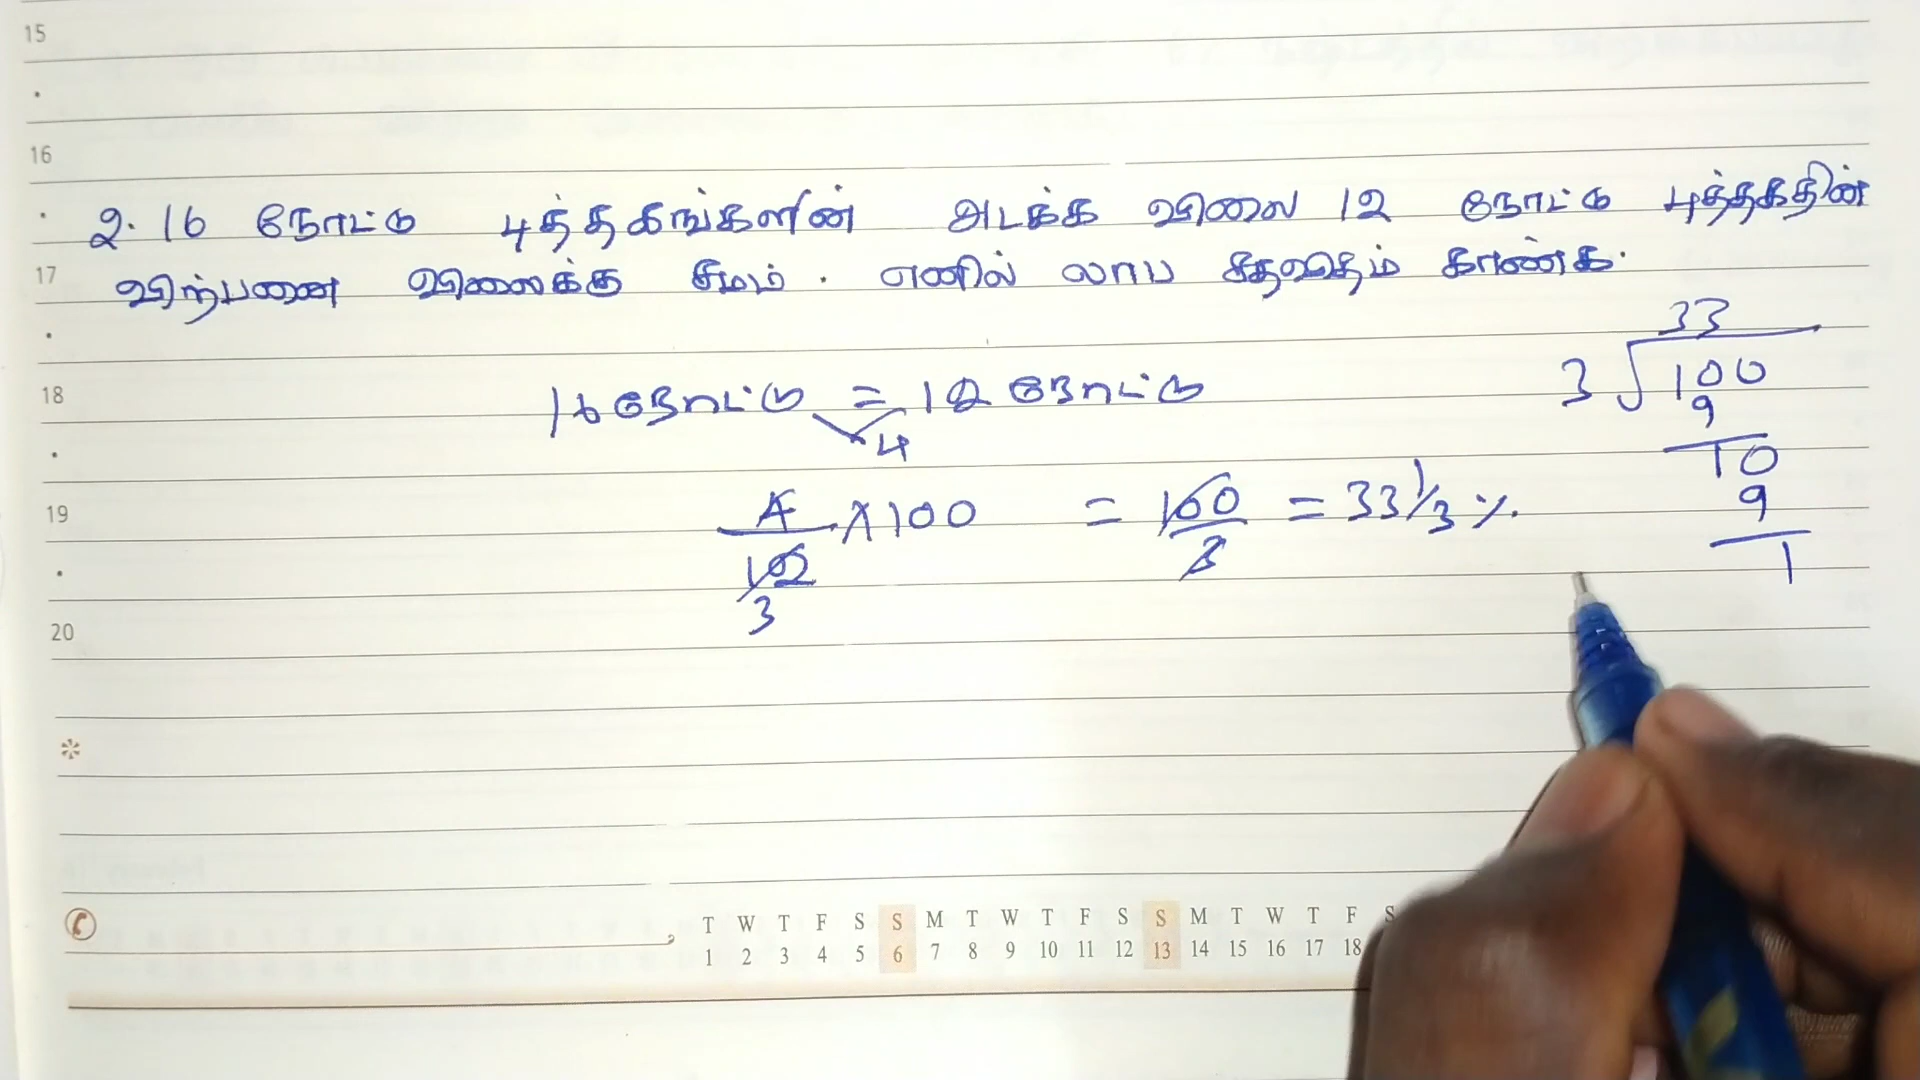 15
16
2. 16 நோட்டு புத்தகங்களின் அடக்க விலை 12 நோட்டு புத்தகதின்
17
விற்பனை விலைக்கு சமம். எனில் லாப சதவிதம் காண்க.
33
3 100
18
16 நோட்டு = 12 நோட்டு
9
4
10
19
4/12 × 100 = 100/3 = 33 1/3 %.
9
3
1
20
T W T F S S M T W T F S S M T W T F S
1 2 3 4 5 6 7 8 9 10 11 12 13 14 15 16 17 18